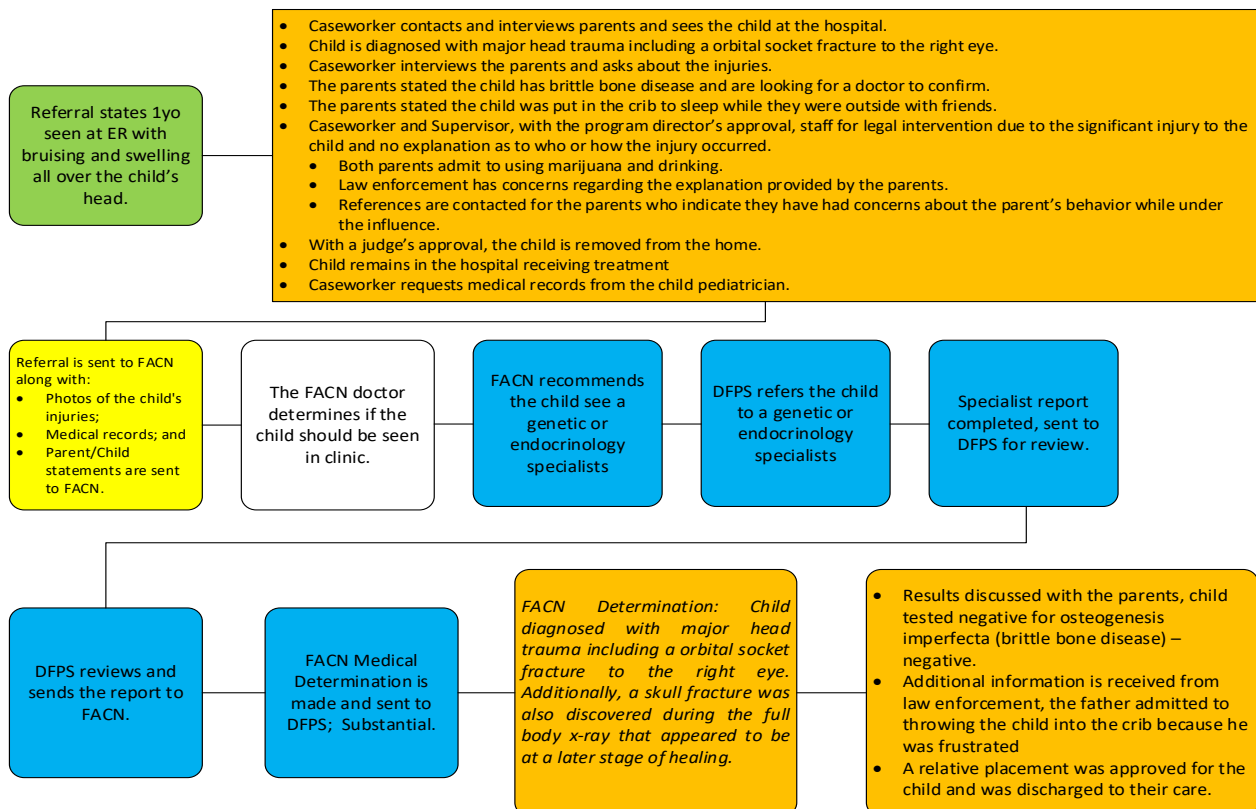 Referral states 1yo
seen at ER with
bruising and swelling
all over the child's
head.
• Caseworker contacts and interviews parents and sees the child at the hospital.
• Child is diagnosed with major head trauma including a orbital socket fracture to the right eye.
• Caseworker interviews the parents and asks about the injuries.
• The parents stated the child has brittle bone disease and are looking for a doctor to confirm.
• The parents stated the child was put in the crib to sleep while they were outside with friends.
• Caseworker and Supervisor, with the program director's approval, staff for legal intervention due to the significant injury to the
child and no explanation as to who or how the injury occurred.
• Both parents admit to using marijuana and drinking.
• Law enforcement has concerns regarding the explanation provided by the parents.
• References are contacted for the parents who indicate they have had concerns about the parent's behavior while under
the influence.
• With a judge's approval, the child is removed from the home.
• Child remains in the hospital receiving treatment
• Caseworker requests medical records from the child pediatrician.
Referral is sent to FACN
along with:
• Photos of the child's
injuries;
• Medical records; and
• Parent/Child
statements are sent
to FACN.
The FACN doctor
determines if the
child should be seen
in clinic.
FACN recommends
the child see a
genetic or
endocrinology
specialists
DFPS refers the child
to a genetic or
endocrinology
specialists
Specialist report
completed, sent to
DFPS for review.
DFPS reviews and
sends the report to
FACN.
FACN Medical
Determination is
made and sent to
DFPS; Substantial.
FACN Determination: Child
diagnosed with major head
trauma including a orbital socket
fracture to the right eye.
Additionally, a skull fracture was
also discovered during the full
body x-ray that appeared to be
at a later stage of healing.
• Results discussed with the parents, child
tested negative for osteogenesis
imperfecta (brittle bone disease) –
negative.
• Additional information is received from
law enforcement, the father admitted to
throwing the child into the crib because he
was frustrated
• A relative placement was approved for the
child and was discharged to their care.